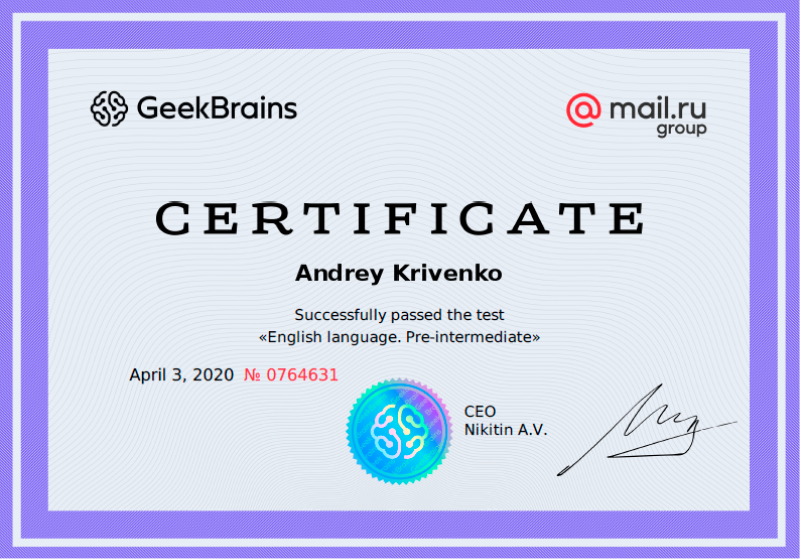 GeekBrains
@mail.ru
group
CERTIFICATE
Andrey Krivenko
Successfully passed the test
«English language. Pre-intermediate»
April 3, 2020 № 0764631
CEO
Nikitin A.V.